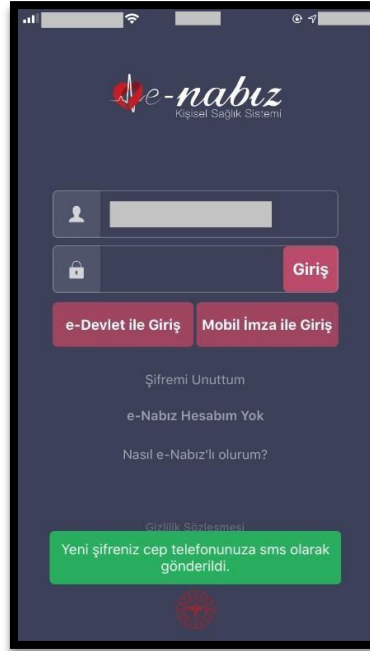 e-nabız
Kişisel Sağlık Sistemi
Giriş
e-Devlet ile Giriş
Mobil İmza ile Giriş
Şifremi Unuttum
e-Nabız Hesabım Yok
Nasıl e-Nabız'lı olurum?
Gizlilik Sözleşmesi
Yeni şifreniz cep telefonunuza sms olarak
gönderildi.